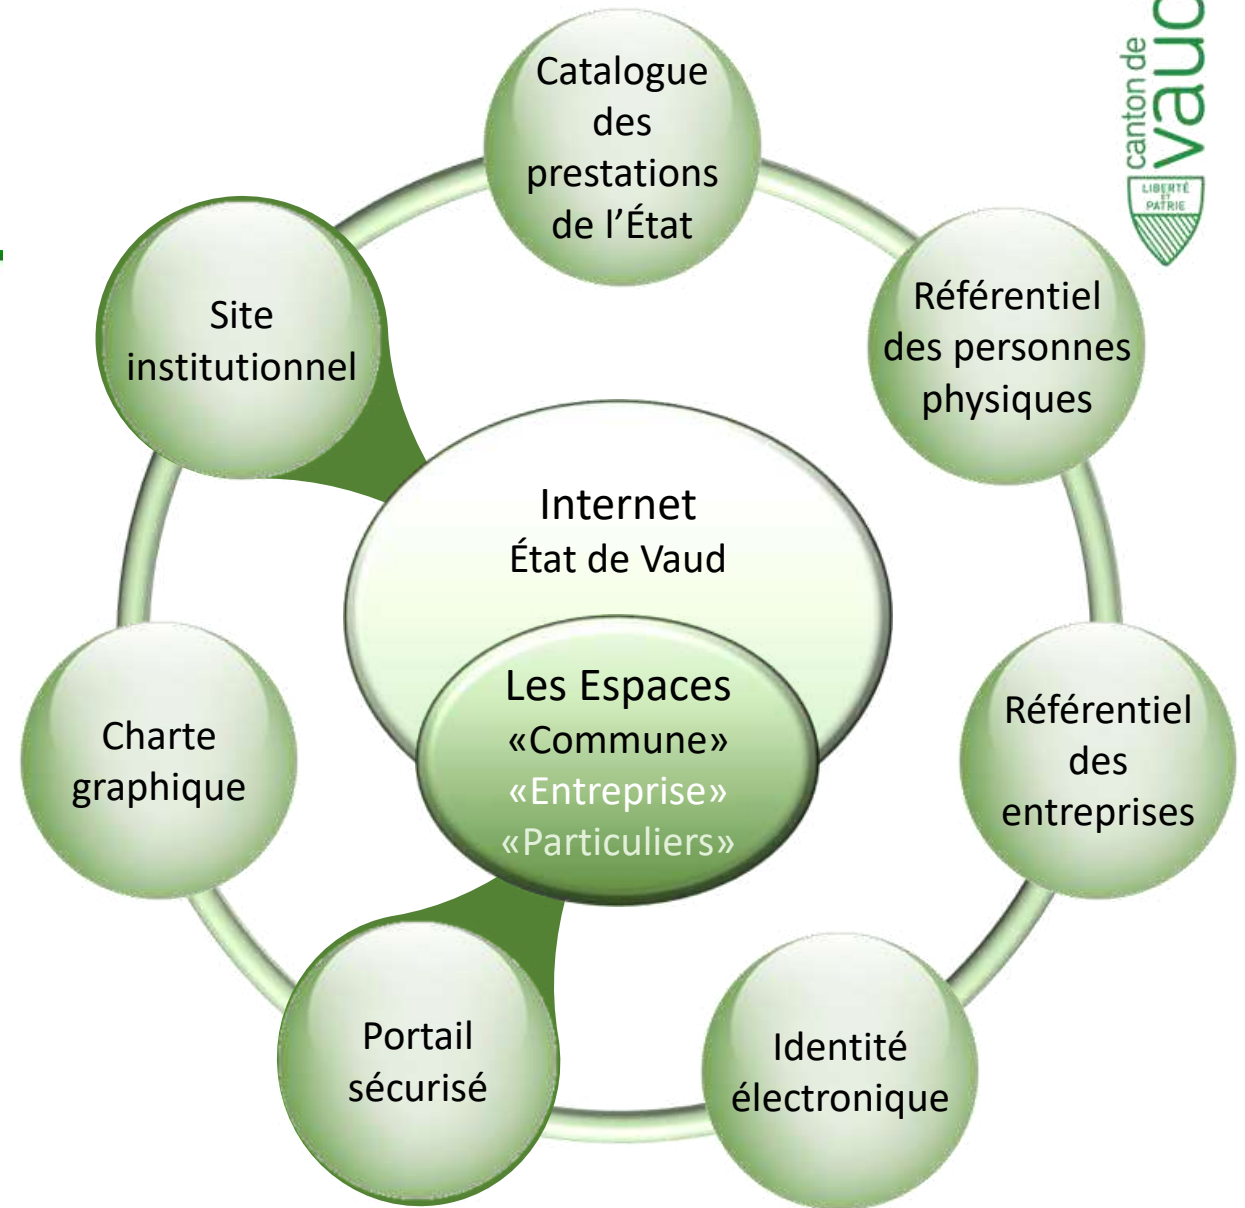 Catalogue
des
prestations
de l’État
canton de
vaud
LIBERTÉ
ET
PATRIE
Référentiel
des personnes
physiques
Site
institutionnel
Internet
État de Vaud
Les Espaces
«Commune»
«Entreprise»
«Particuliers»
Référentiel
des
entreprises
Charte
graphique
Portail
sécurisé
Identité
électronique